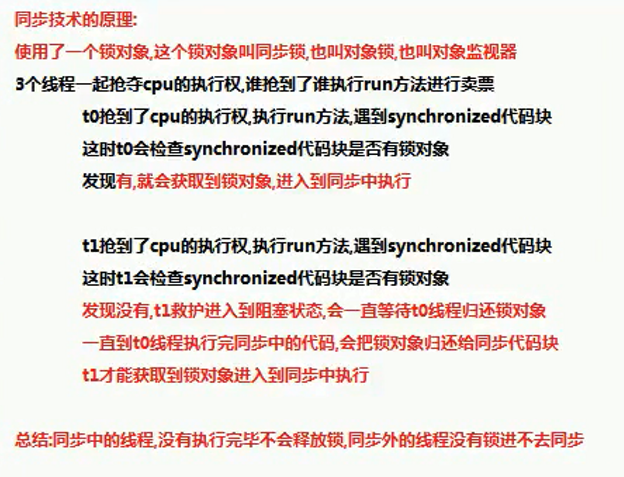 同步技术的原理:
使用了一个锁对象,这个锁对象叫同步锁,也叫对象锁,也叫对象监视器
3个线程一起抢夺cpu的执行权,谁抢到了谁执行run方法进行卖票
t0抢到了cpu的执行权,执行run方法,遇到synchronized代码块
这时t0会检查synchronized代码块是否有锁对象
发现有,就会获取到锁对象,进入到同步中执行
t1抢到了cpu的执行权,执行run方法,遇到synchronized代码块
这时t1会检查synchronized代码块是否有锁对象
发现没有,t1救护进入到阻塞状态,会一直等待t0线程归还锁对象
一直到t0线程执行完同步中的代码,会把锁对象归还给同步代码块
t1才能获取到锁对象进入到同步中执行
总结:同步中的线程,没有执行完毕不会释放锁,同步外的线程没有锁进不去同步